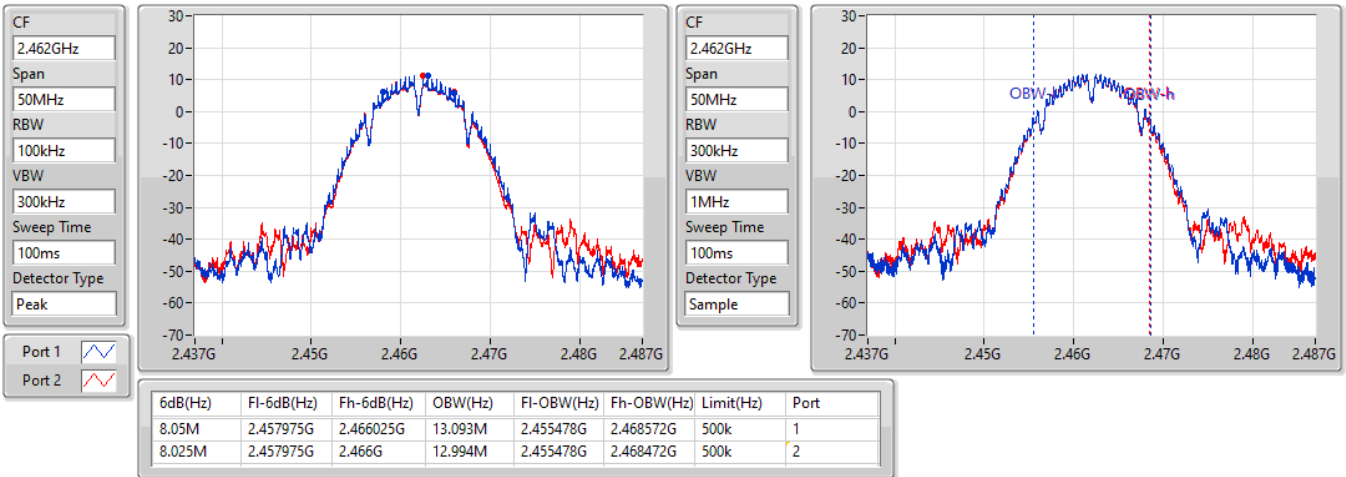 CF
2.462GHz
Span
50MHz
RBW
100kHz
VBW
300kHz
Sweep Time
100ms
Detector Type
Peak
Port 1
Port 2
30
20
10
0
-10
-20
-30
-40
-50
-60
-70
2.437G 2.45G 2.46G 2.47G 2.48G 2.487G
CF
2.462GHz
Span
50MHz
RBW
300kHz
VBW
1MHz
Sweep Time
100ms
Detector Type
Sample
30
20
10
0
-10
-20
-30
-40
-50
-60
-70
OBW- OBW-h
2.437G 2.45G 2.46G 2.47G 2.48G 2.487G
6dB(Hz) Fl-6dB(Hz) Fh-6dB(Hz) OBW(Hz) Fl-OBW(Hz) Fh-OBW(Hz) Limit(Hz) Port
8.05M 2.457975G 2.466025G 13.093M 2.455478G 2.468572G 500k 1
8.025M 2.457975G 2.466G 12.994M 2.455478G 2.468472G 500k 2